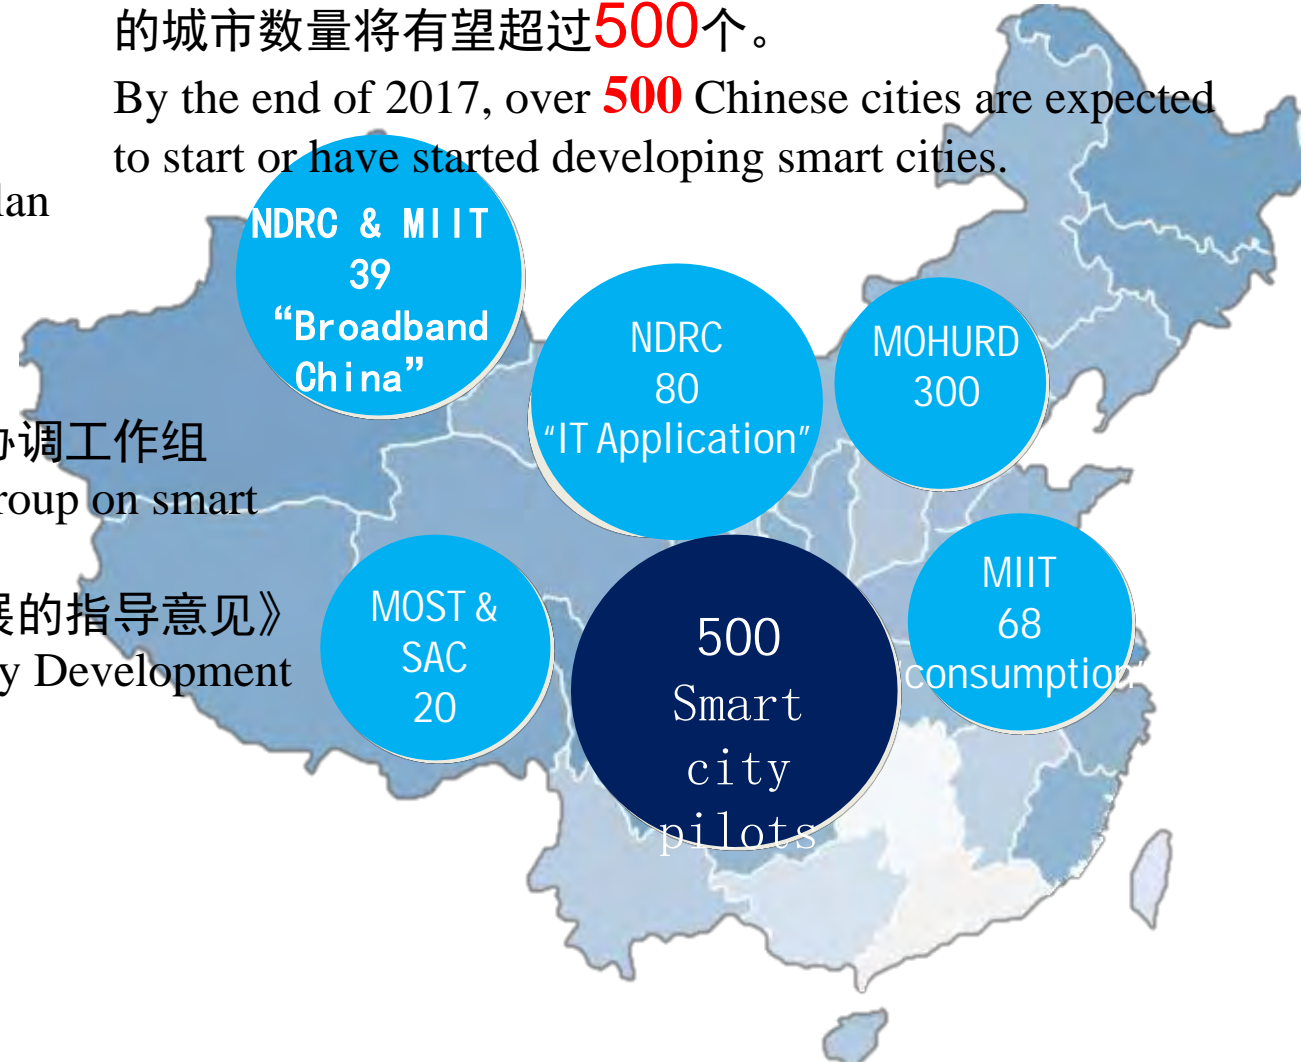 的城市数量将有望超过500个。
By the end of 2017, over 500 Chinese cities are expected
to start or have started developing smart cities.
lan
NDRC & MIIT
39
“Broadband
China”
NDRC
80
“IT Application”
MOHURD
300
协调工作组
roup on smart
展的指导意见》
y Development
MOST &
SAC
20
500
Smart
city
pilots
MIIT
68
“consumption”